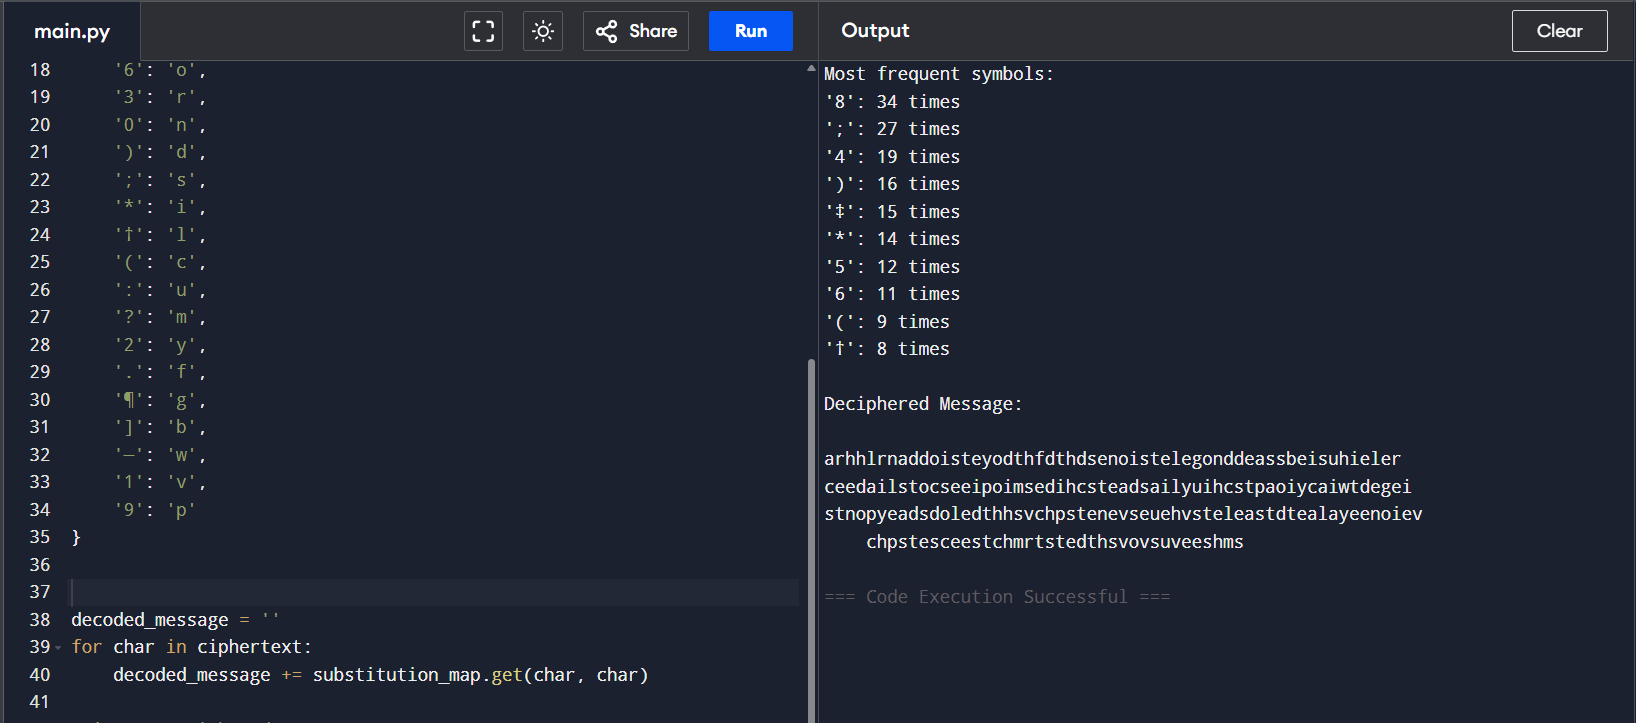 main.py
Share
Run
18 '6': 'o',
19 '3': 'r',
20 '0': 'n',
21 ')': 'd',
22 ';': 's',
23 '*': 'i',
24 '†': 'l',
25 '(': 'c',
26 ':': 'u',
27 '?': 'm',
28 '2': 'y',
29 '.': 'f',
30 '¶': 'g',
31 ']': 'b',
32 '—': 'w',
33 '1': 'v',
34 '9': 'p'
35 }
36
37
38 decoded_message = ''
39 for char in ciphertext:
40 decoded_message += substitution_map.get(char, char)
41
Output
Clear
Most frequent symbols:
'8': 34 times
';': 27 times
'4': 19 times
')': 16 times
'‡': 15 times
'*': 14 times
'5': 12 times
'6': 11 times
'(': 9 times
'†': 8 times
Deciphered Message:
arhhlrnaddoisteyodthfdthdsenoistelegonddeassbeisuhieler
ceedailstocseeipoimsedihcsteadsailyuihcstpaoiycaiwtdegei
stnopyeadsdoledthhsvchpstenevseuehvsteleastdtealayeenoiev
chpstesceestchmrtstedthsvovsuveeshms
=== Code Execution Successful ===